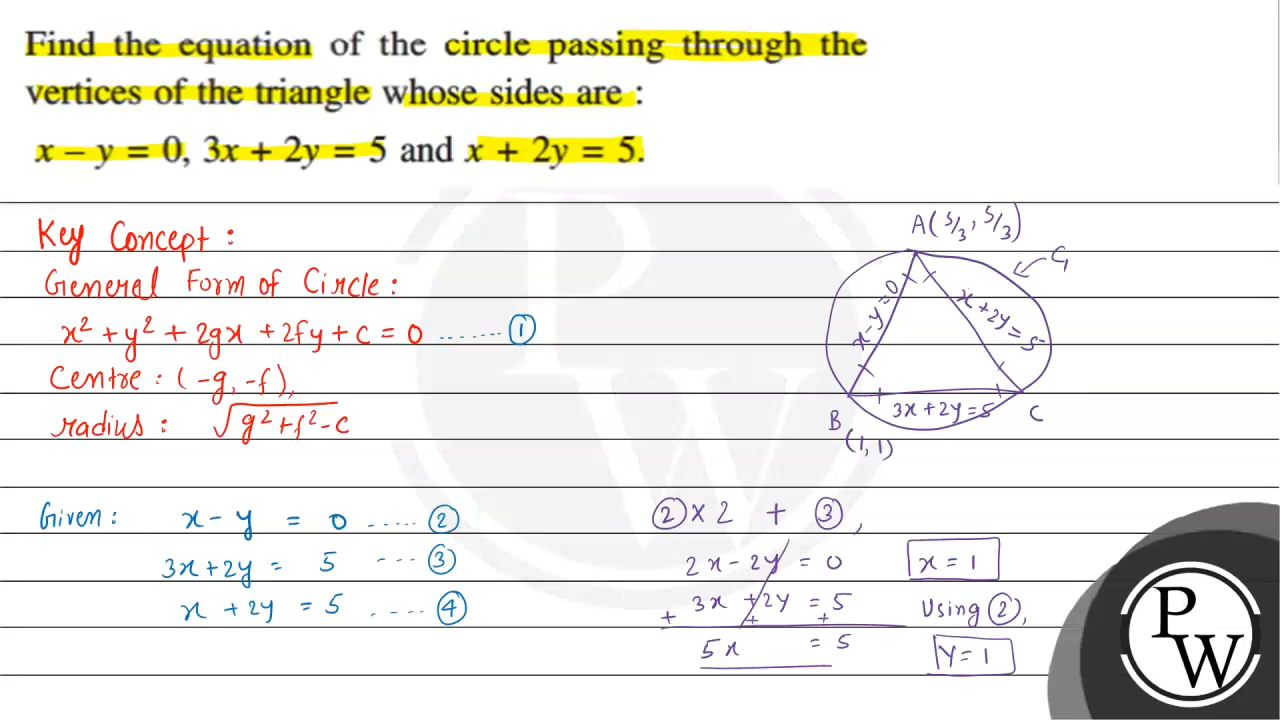 Find the equation of the circle passing through the
vertices of the triangle whose sides are :
x – y = 0, 3x + 2y = 5 and x + 2y = 5.
Key Concept :
General Form of Circle :
x² + y² + 2gx + 2fy + c = 0 ........ ①
Centre : (-g, -f),
radius : √g² + f² - c
A(5/3, 5/3)
C₁
x - y = 0
x + 2y = 5
3x + 2y = 5
B
C
(1, 1)
Given : x - y = 0 ..... ②
3x + 2y = 5 ... ③
x + 2y = 5 ..... ④
② × 2 + ③,
2x - 2y = 0
3x + 2y = 5
+ + +
5x = 5
x = 1
Using ②,
Y = 1
P
W
P
W